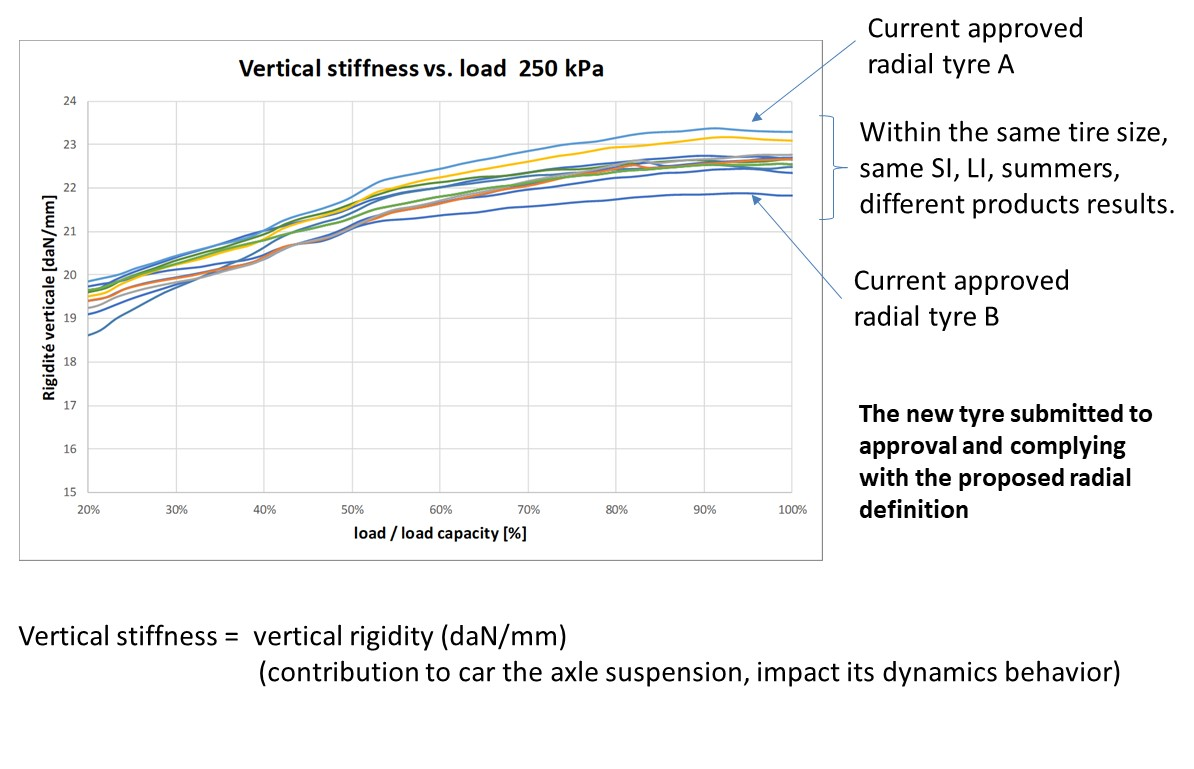 Current approved
radial tyre A
Vertical stiffness vs. load  250 kPa
Rigidité verticale [daN/mm]
24
23
22
21
20
19
18
17
16
15
20%
30%
40%
50%
60%
70%
80%
90%
100%
load / load capacity [%]
Within the same tire size,
same SI, LI, summers,
different products results.
Current approved
radial tyre B
The new tyre submitted to
approval and complying
with the proposed radial
definition
Vertical stiffness =  vertical rigidity (daN/mm)
(contribution to car the axle suspension, impact its dynamics behavior)